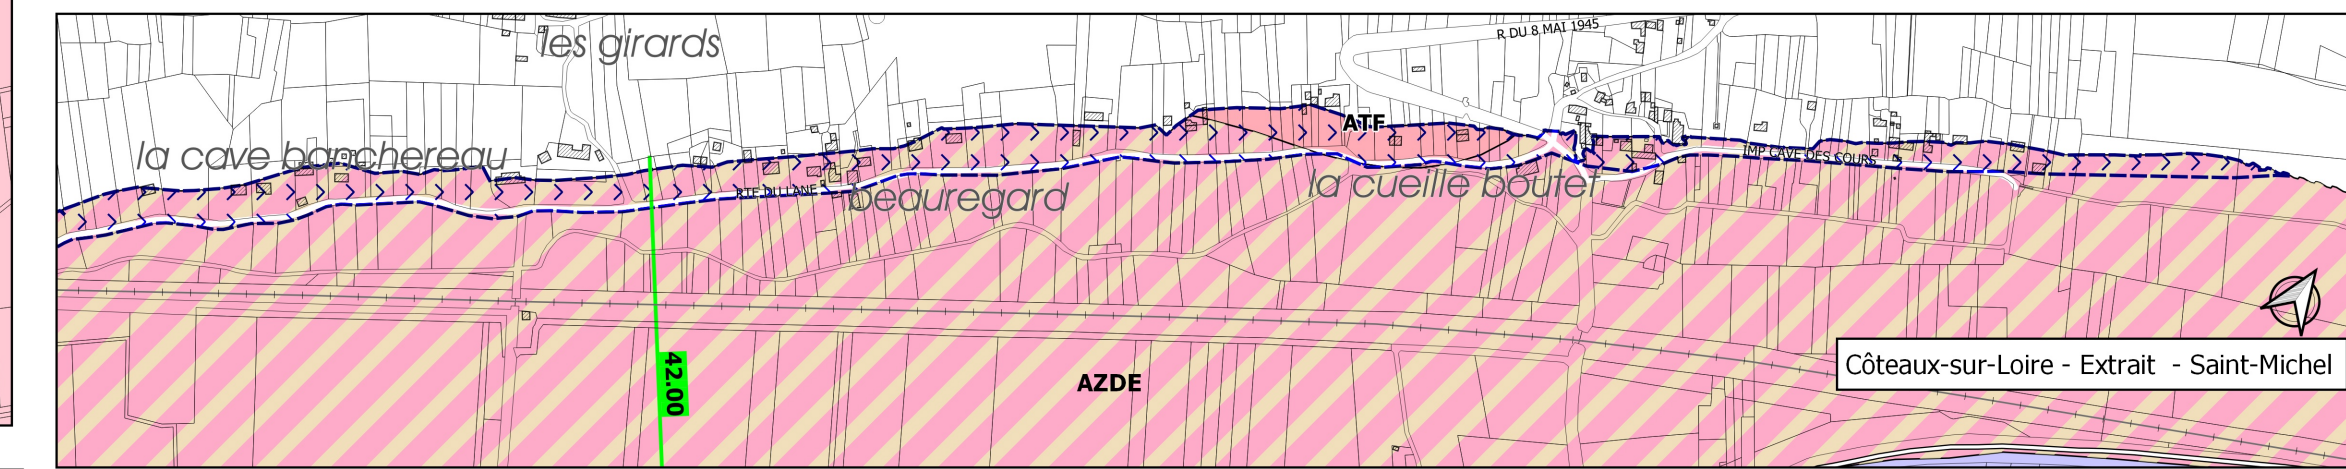 les girards
R DU 8 MAI 1945
ATF
la cave banchereau
IMP CAVE DES COURS
RTE DU LANE
beauregard
la cueille boutet
42.00
AZDE
Côteaux-sur-Loire - Extrait - Saint-Michel